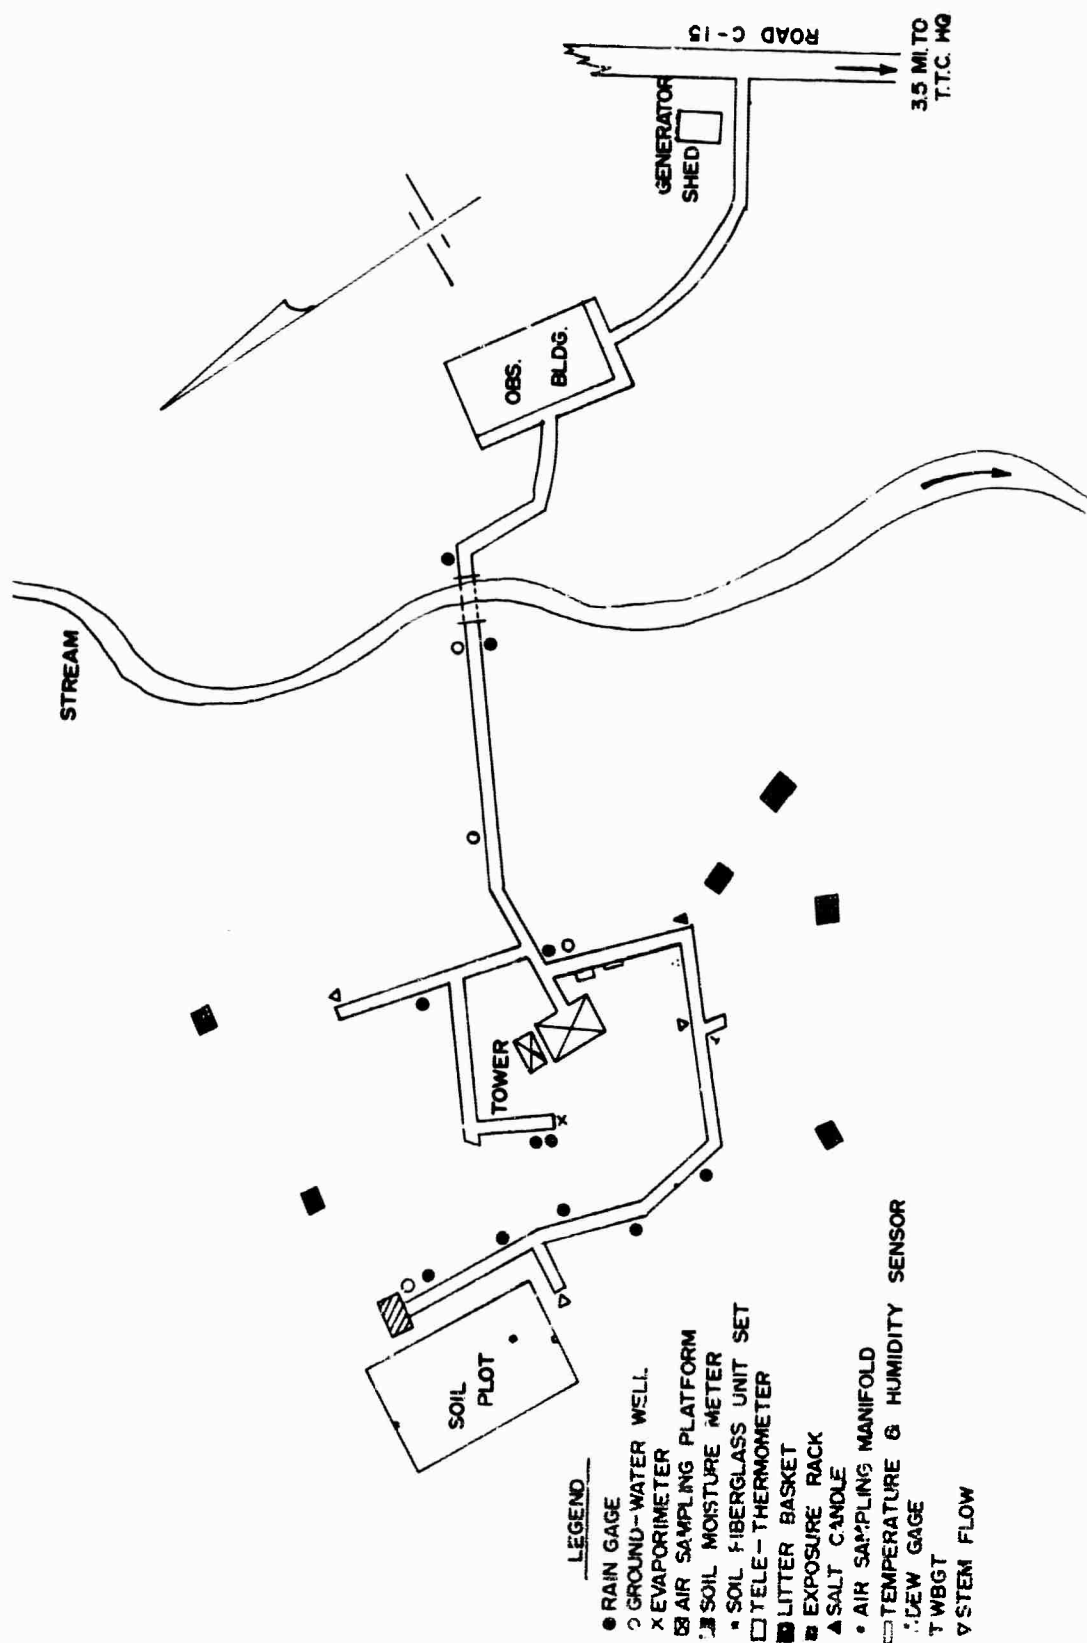 ROAD C-15
3.5 MI. TO
T.T.C. HQ
GENERATOR
SHED
OBS.
BLDG.
STREAM
TOWER
SOIL
PLOT
LEGEND
● RAIN GAGE
○ GROUND-WATER WELL
X EVAPORIMETER
AIR SAMPLING PLATFORM
SOIL MOISTURE METER
SOIL FIBERGLASS UNIT SET
□ TELE-THERMOMETER
LITTER BASKET
EXPOSURE RACK
▲ SALT CANDLE
• AIR SAMPLING MANIFOLD
▭ TEMPERATURE & HUMIDITY SENSOR
DEW GAGE
T WBGT
▽ STEM FLOW